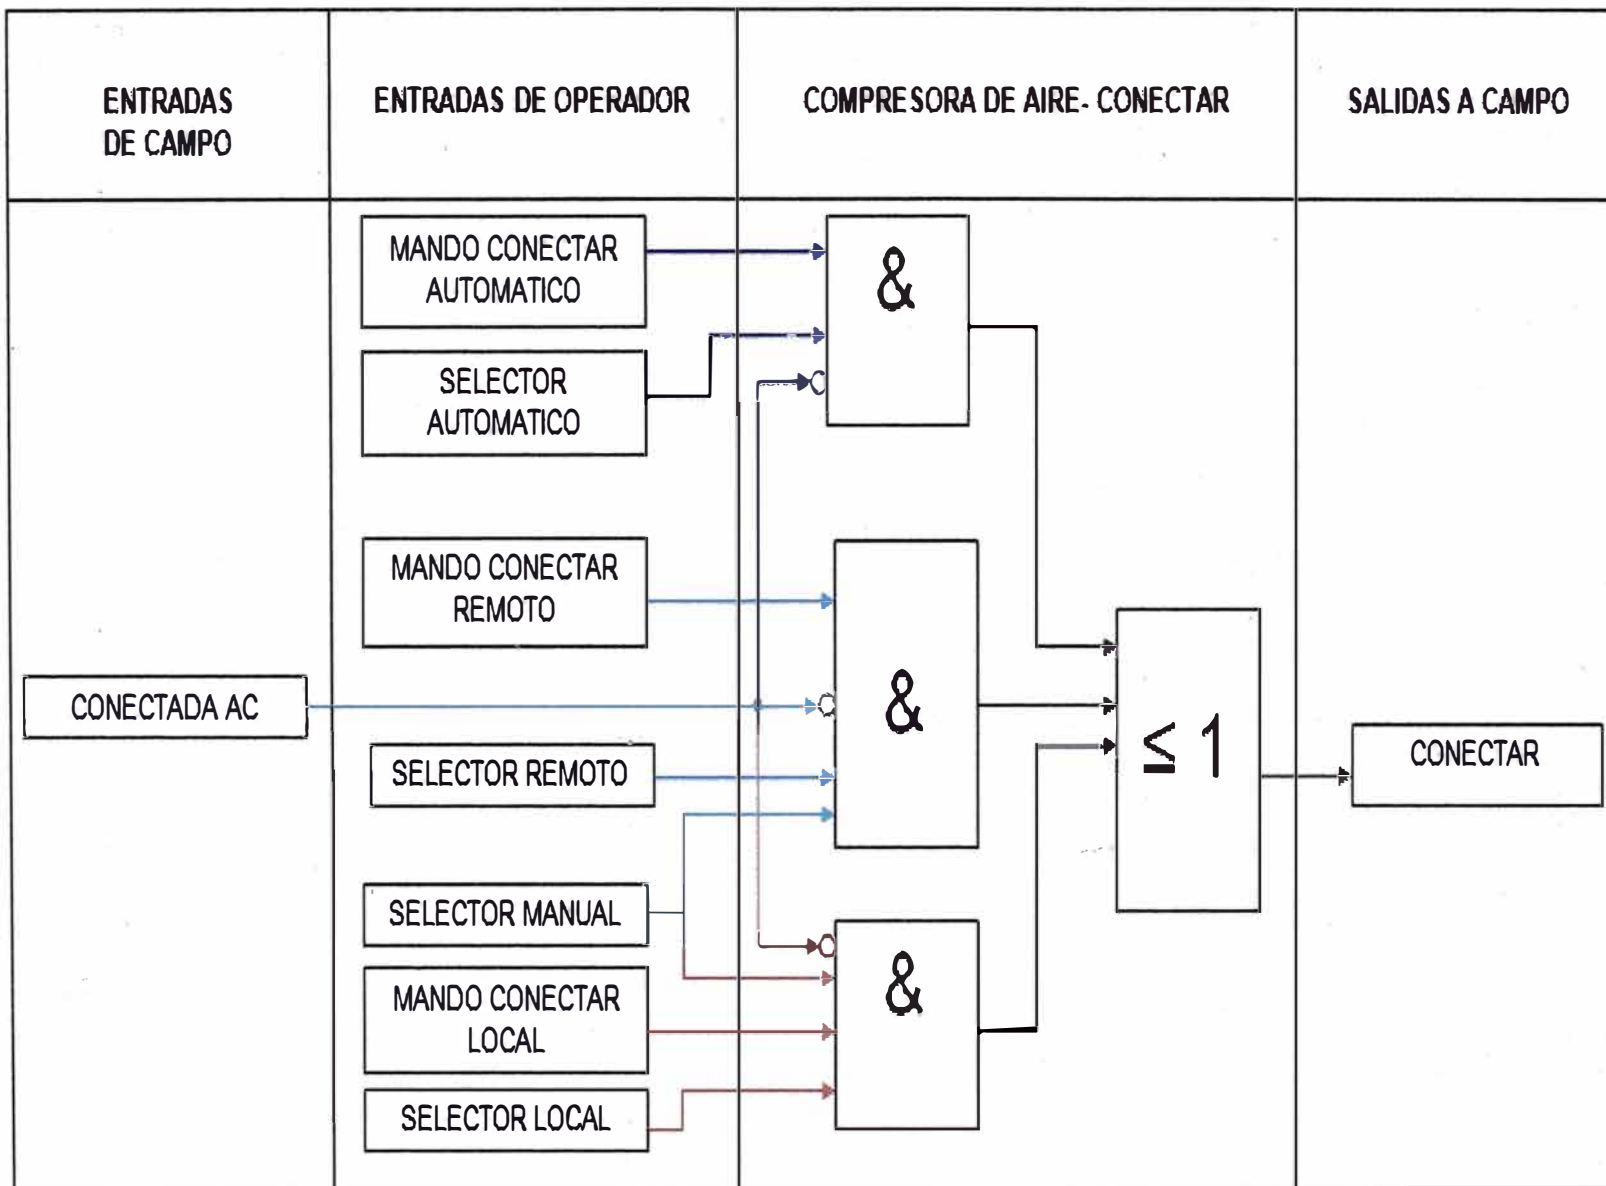 ENTRADAS
DE CAMPO
ENTRADAS DE OPERADOR
COMPRESORA DE AIRE- CONECTAR
SALIDAS A CAMPO
MANDO CONECTAR
AUTOMATICO
&
SELECTOR
AUTOMATICO
MANDO CONECTAR
REMOTO
CONECTADA AC
&
SELECTOR REMOTO
≤ 1
CONECTAR
SELECTOR MANUAL
&
MANDO CONECTAR
LOCAL
SELECTOR LOCAL